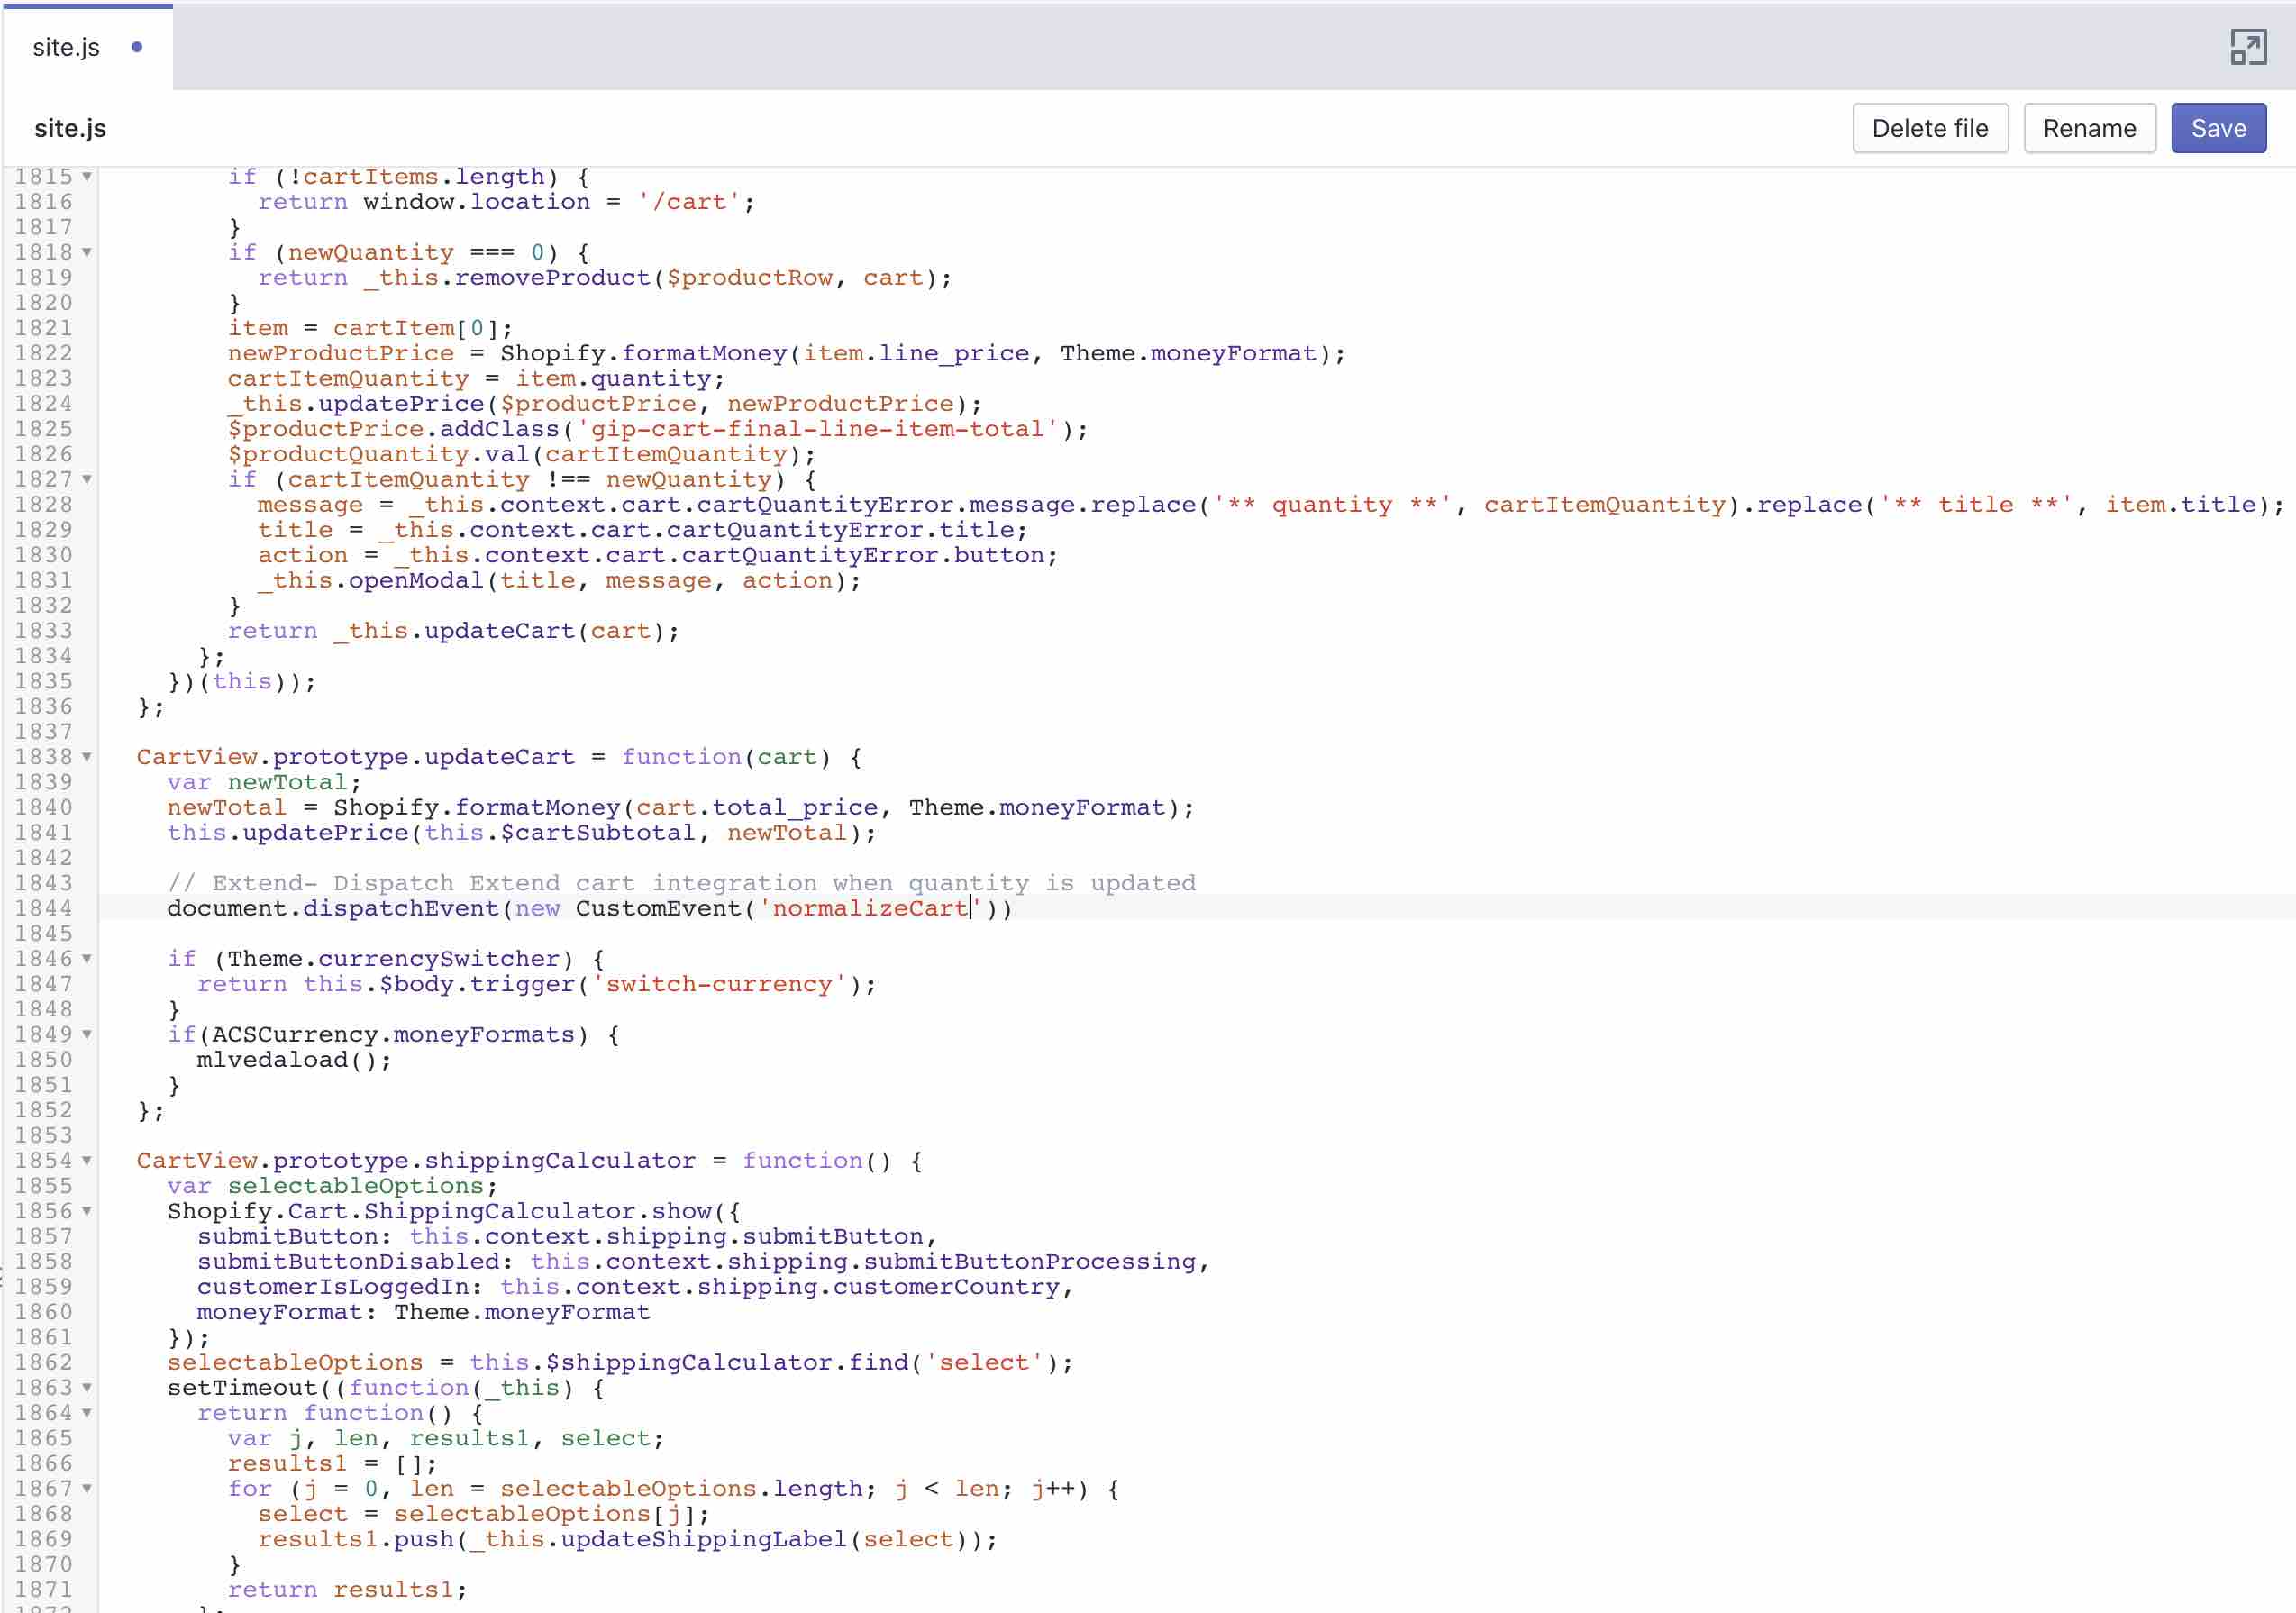 site.js
site.js Delete file Rename Save
1815 if (!cartItems.length) {
1816 return window.location = '/cart';
1817 }
1818 if (newQuantity === 0) {
1819 return _this.removeProduct($productRow, cart);
1820 }
1821 item = cartItem[0];
1822 newProductPrice = Shopify.formatMoney(item.line_price, Theme.moneyFormat);
1823 cartItemQuantity = item.quantity;
1824 _this.updatePrice($productPrice, newProductPrice);
1825 $productPrice.addClass('gip-cart-final-line-item-total');
1826 $productQuantity.val(cartItemQuantity);
1827 if (cartItemQuantity !== newQuantity) {
1828 message = _this.context.cart.cartQuantityError.message.replace('** quantity **', cartItemQuantity).replace('** title **', item.title);
1829 title = _this.context.cart.cartQuantityError.title;
1830 action = _this.context.cart.cartQuantityError.button;
1831 _this.openModal(title, message, action);
1832 }
1833 return _this.updateCart(cart);
1834 };
1835 })(this));
1836 };
1837
1838 CartView.prototype.updateCart = function(cart) {
1839 var newTotal;
1840 newTotal = Shopify.formatMoney(cart.total_price, Theme.moneyFormat);
1841 this.updatePrice(this.$cartSubtotal, newTotal);
1842
1843 // Extend- Dispatch Extend cart integration when quantity is updated
1844 document.dispatchEvent(new CustomEvent('normalizeCart'))
1845
1846 if (Theme.currencySwitcher) {
1847 return this.$body.trigger('switch-currency');
1848 }
1849 if(ACSCurrency.moneyFormats) {
1850 mlvedaload();
1851 }
1852 };
1853
1854 CartView.prototype.shippingCalculator = function() {
1855 var selectableOptions;
1856 Shopify.Cart.ShippingCalculator.show({
1857 submitButton: this.context.shipping.submitButton,
1858 submitButtonDisabled: this.context.shipping.submitButtonProcessing,
1859 customerIsLoggedIn: this.context.shipping.customerCountry,
1860 moneyFormat: Theme.moneyFormat
1861 });
1862 selectableOptions = this.$shippingCalculator.find('select');
1863 setTimeout((function(_this) {
1864 return function() {
1865 var j, len, results1, select;
1866 results1 = [];
1867 for (j = 0, len = selectableOptions.length; j < len; j++) {
1868 select = selectableOptions[j];
1869 results1.push(_this.updateShippingLabel(select));
1870 }
1871 return results1;